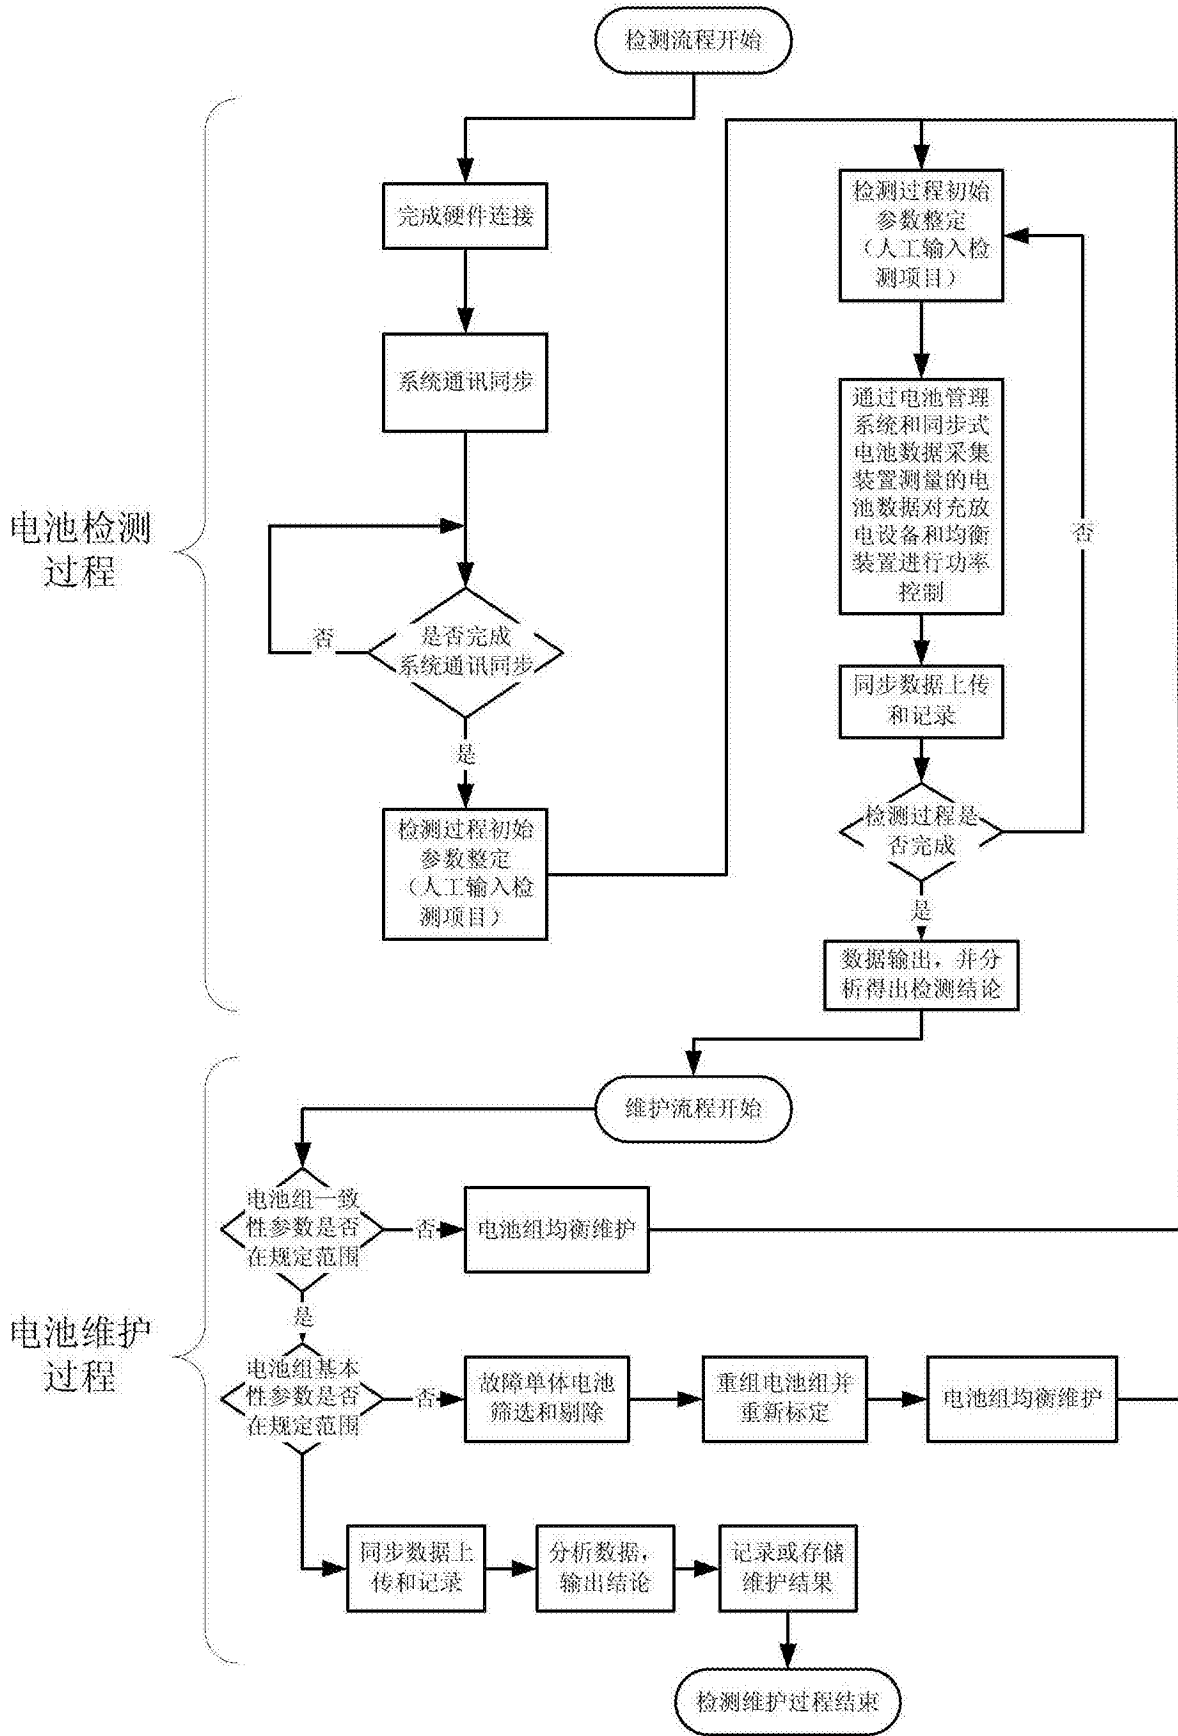 检测流程开始
完成硬件连接
系统通讯同步
是否完成
系统通讯同步
否
是
检测过程初始
参数整定
（人工输入检
测项目）
检测过程初始
参数整定
（人工输入检
测项目）
通过电池管理
系统和同步式
电池数据采集
装置测量的电
池数据对充放
电设备和均衡
装置进行功率
控制
同步数据上传
和记录
检测过程是
否完成
否
是
数据输出，并分
析得出检测结论
电池检测
过程
维护流程开始
电池组一致
性参数是否
在规定范围
否
电池组均衡维护
是
电池组基本
性参数是否
在规定范围
否
故障单体电池
筛选和剔除
重组电池组并
重新标定
电池组均衡维护
同步数据上
传和记录
分析数据，
输出结论
记录或存储
维护结果
电池维护
过程
检测维护过程结束